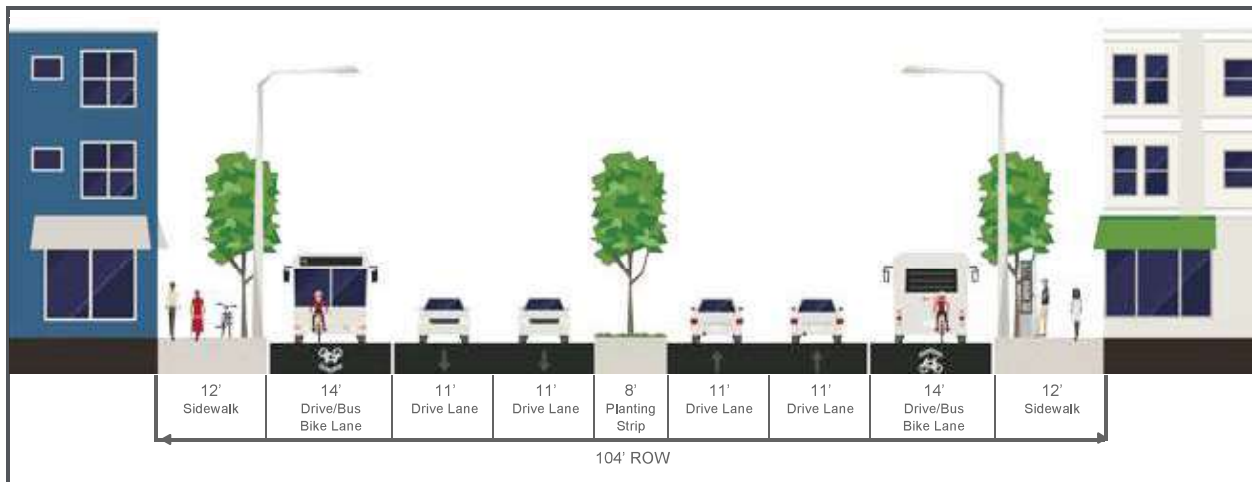 12'
Sidewalk
14'
Drive/Bus
Bike Lane
11'
Drive Lane
11'
Drive Lane
8'
Planting
Strip
11'
Drive Lane
11'
Drive Lane
14'
Drive/Bus
Bike Lane
12'
Sidewalk
104' ROW